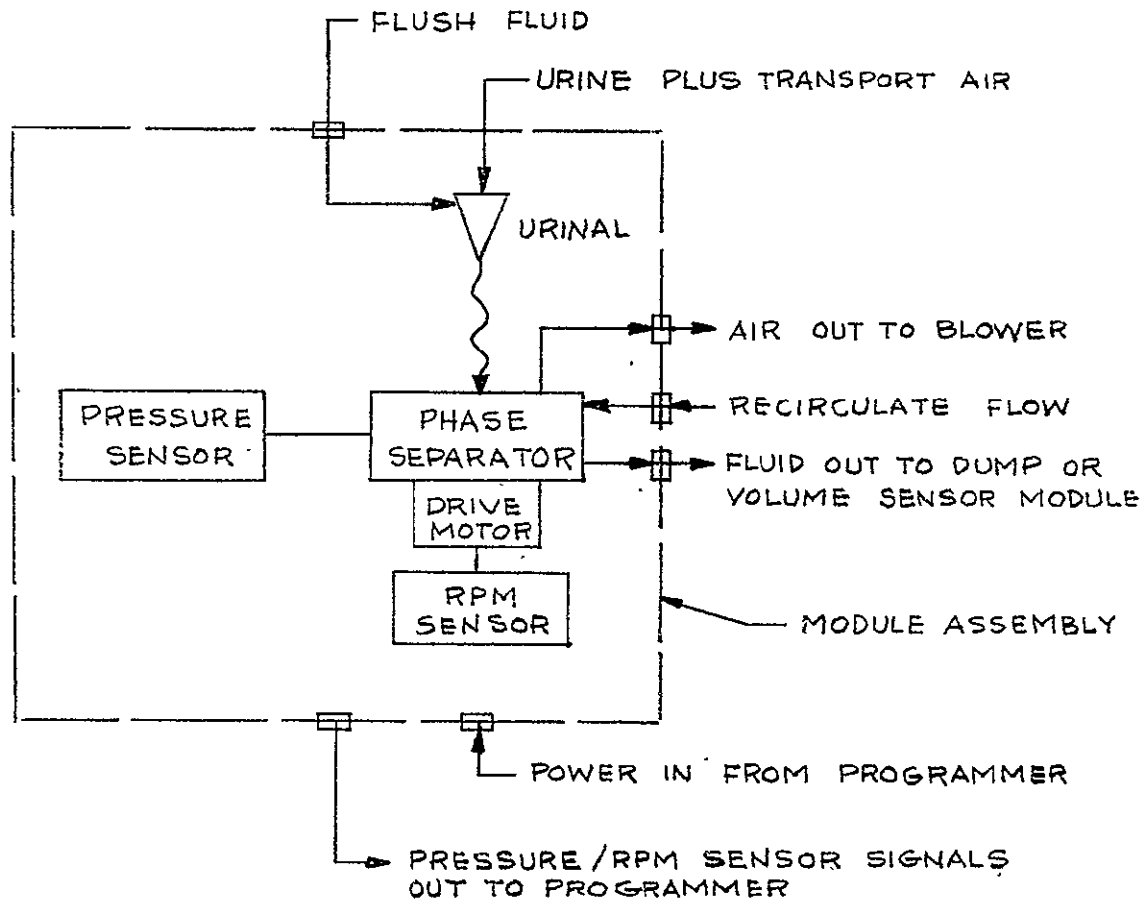 FLUSH FLUID
URINE PLUS TRANSPORT AIR
URINAL
AIR OUT TO BLOWER
PRESSURE
SENSOR
PHASE
SEPARATOR
RECIRCULATE FLOW
FLUID OUT TO DUMP OR
VOLUME SENSOR MODULE
DRIVE
MOTOR
RPM
SENSOR
MODULE ASSEMBLY
POWER IN FROM PROGRAMMER
PRESSURE/RPM SENSOR SIGNALS
OUT TO PROGRAMMER